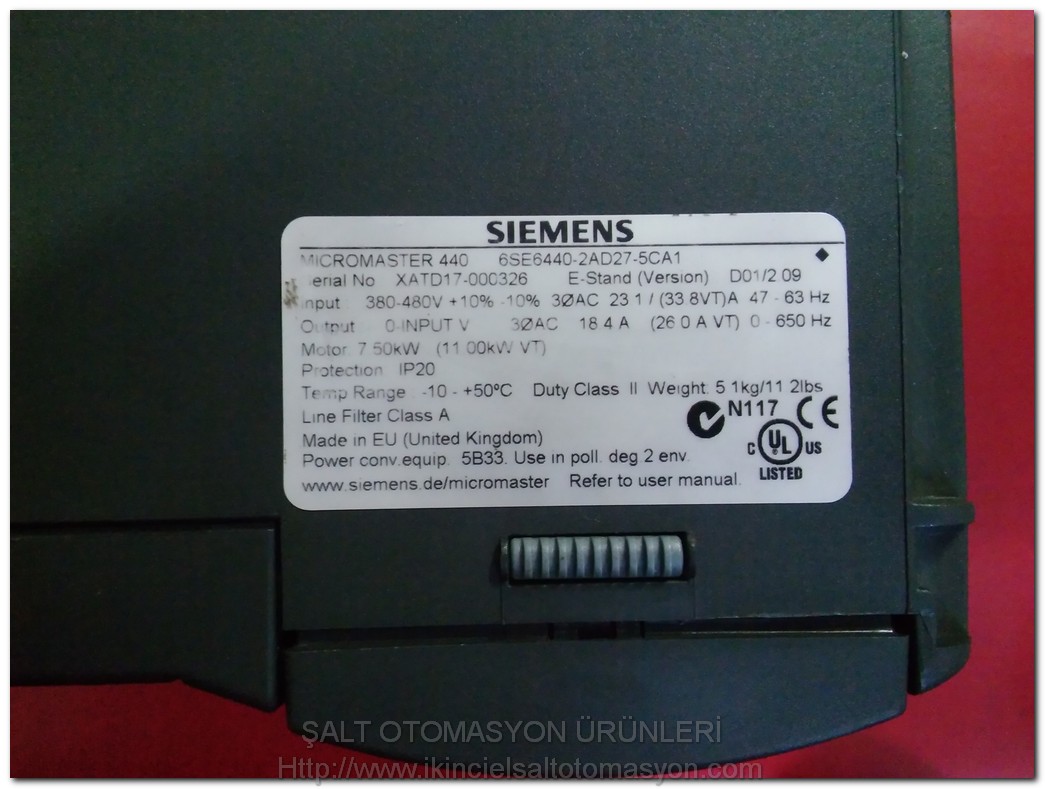 SIEMENS
MICROMASTER 440 6SE6440-2AD27-5CA1
erial No XATD17-000326 E-Stand (Version) D01/2 09
nput 380-480V +10% -10% 3ØAC 23 1 / (33 8VT)A 47 - 63 Hz
Output 0-INPUT V 3ØAC 18 4 A (26 0 A VT) 0 - 650 Hz
Motor 7 50kW (11 00kW VT)
Protection IP20
Temp Range -10 - +50ºC Duty Class II Weight 5 1kg/11 2lbs
Line Filter Class A
N117 CE
Made in EU (United Kingdom)
C UL US
Power conv.equip. 5B33. Use in poll. deg.2 env.
LISTED
www.siemens.de/micromaster Refer to user manual.
ŞALT OTOMASYON ÜRÜNLERİ
Http://www.ikincielsaltotomasyon.com